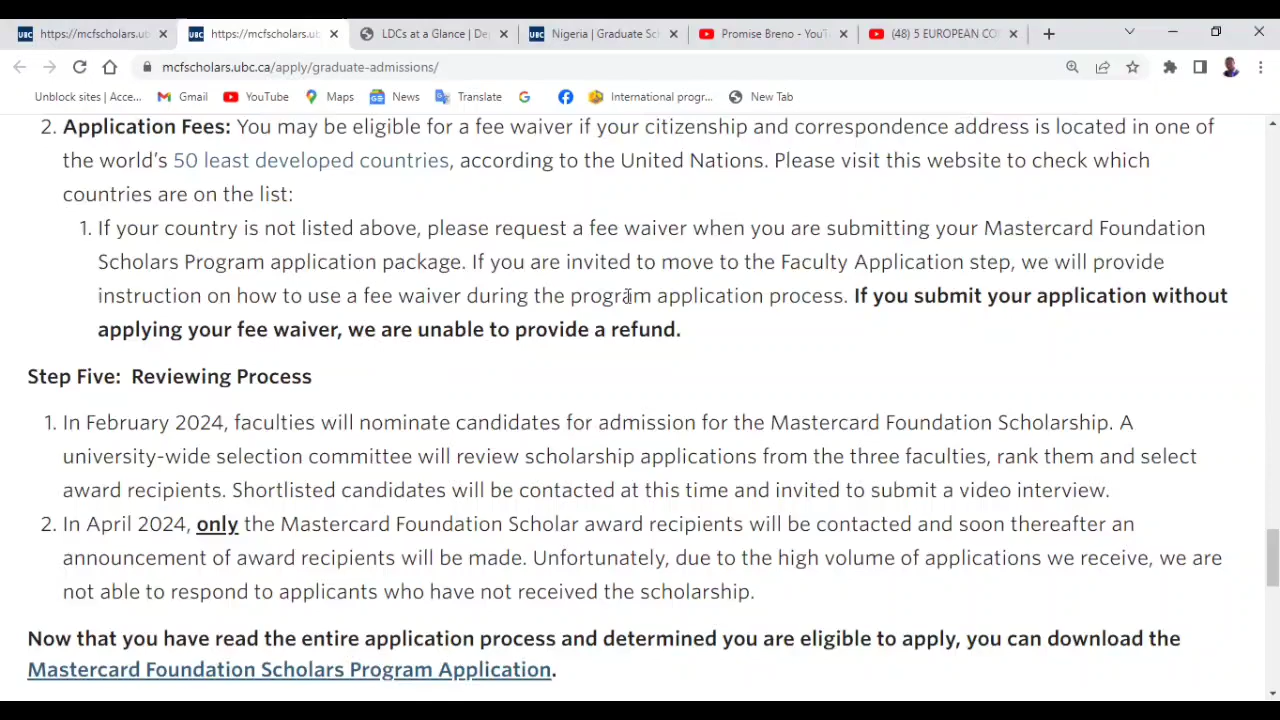 https://mcfscholars.ub
https://mcfscholars.ub
LDCs at a Glance | De
Nigeria | Graduate Sch
Promise Breno - YouT
(48) 5 EUROPEAN CO
mcfscholars.ubc.ca/apply/graduate-admissions/
Unblock sites | Acce... Gmail YouTube Maps News Translate International progr... New Tab
2. Application Fees: You may be eligible for a fee waiver if your citizenship and correspondence address is located in one of
the world's 50 least developed countries, according to the United Nations. Please visit this website to check which
countries are on the list:
1. If your country is not listed above, please request a fee waiver when you are submitting your Mastercard Foundation
Scholars Program application package. If you are invited to move to the Faculty Application step, we will provide
instruction on how to use a fee waiver during the program application process. If you submit your application without
applying your fee waiver, we are unable to provide a refund.
Step Five: Reviewing Process
1. In February 2024, faculties will nominate candidates for admission for the Mastercard Foundation Scholarship. A
university-wide selection committee will review scholarship applications from the three faculties, rank them and select
award recipients. Shortlisted candidates will be contacted at this time and invited to submit a video interview.
2. In April 2024, only the Mastercard Foundation Scholar award recipients will be contacted and soon thereafter an
announcement of award recipients will be made. Unfortunately, due to the high volume of applications we receive, we are
not able to respond to applicants who have not received the scholarship.
Now that you have read the entire application process and determined you are eligible to apply, you can download the
Mastercard Foundation Scholars Program Application.